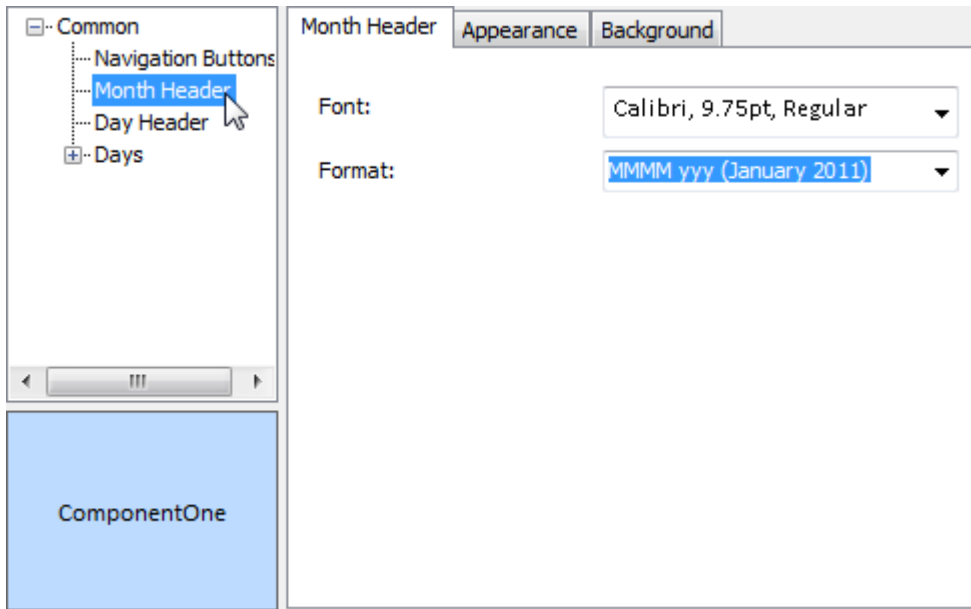 Common
Navigation Buttons
Month Header
Day Header
Days
ComponentOne
Month Header Appearance Background
Font: Calibri, 9.75pt, Regular
Format: MMMM yyy (January 2011)